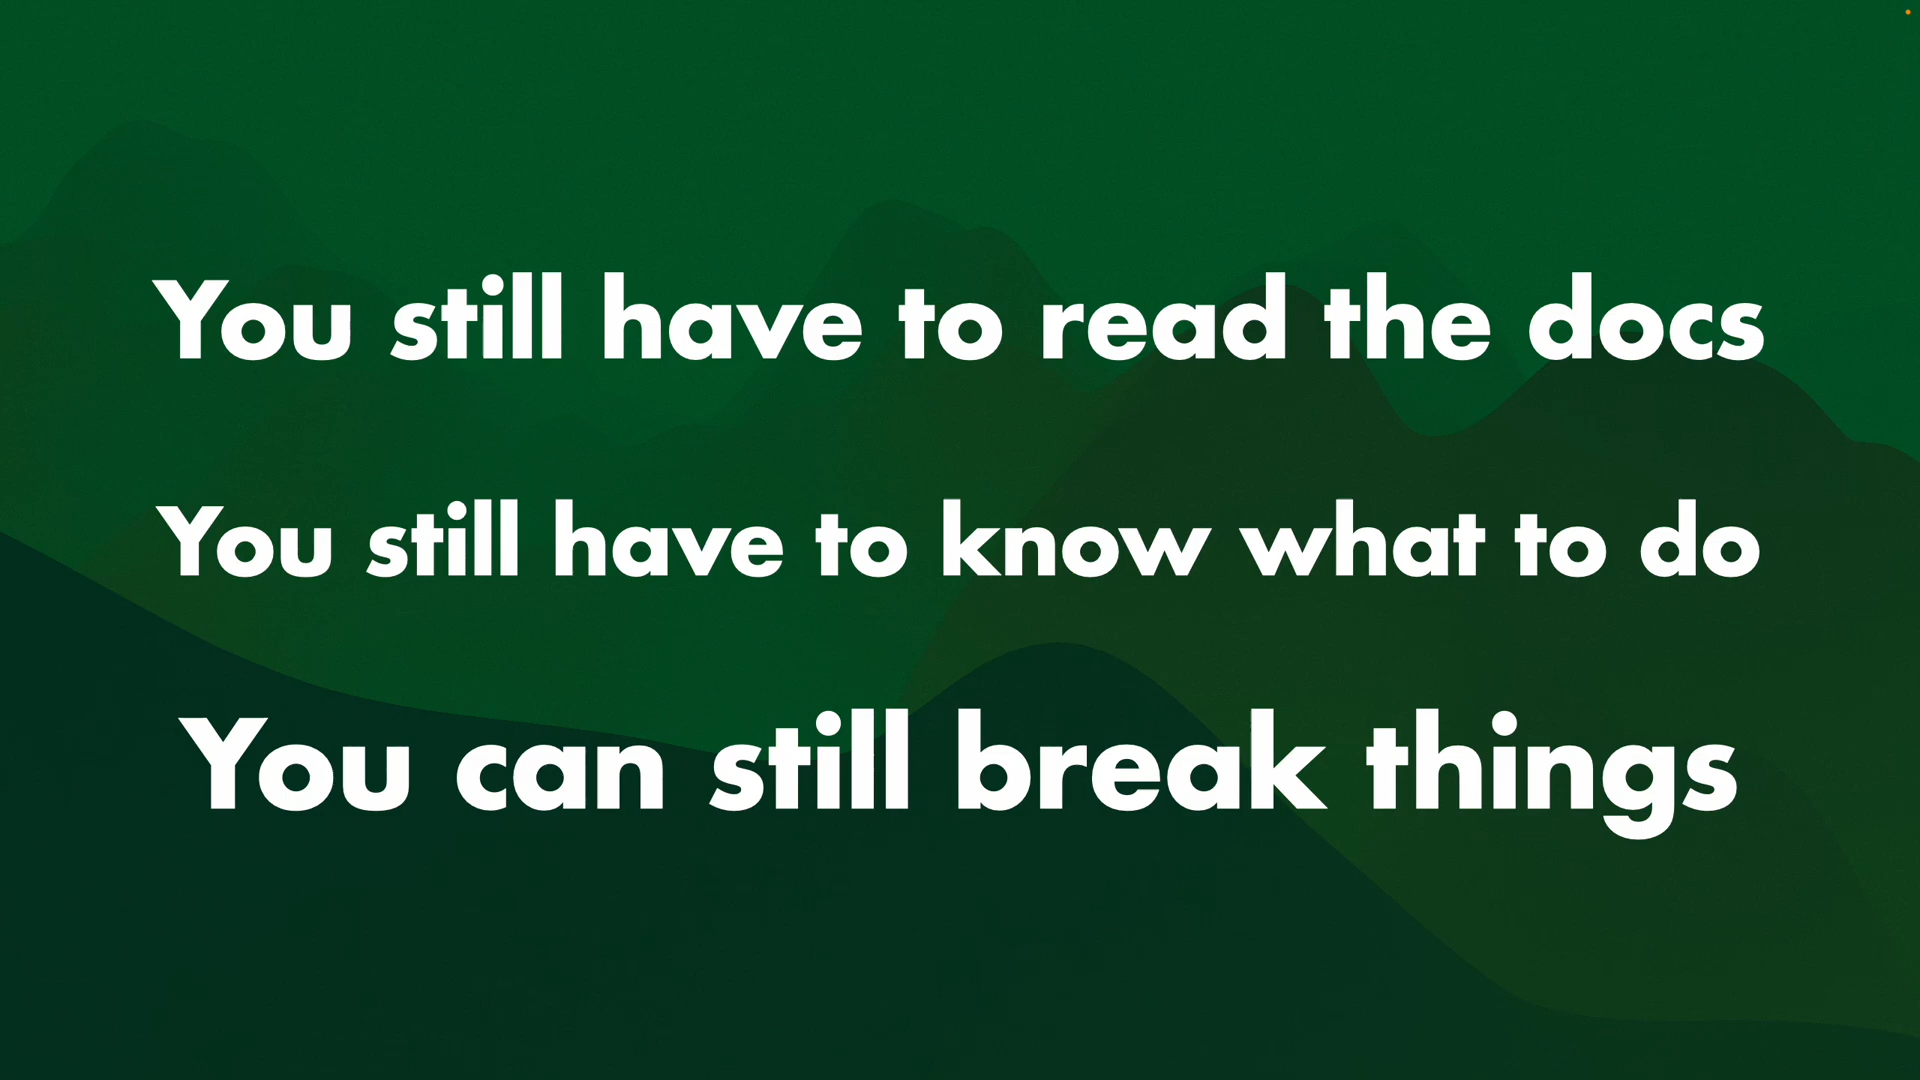 You still have to read the docs
You still have to know what to do
You can still break things